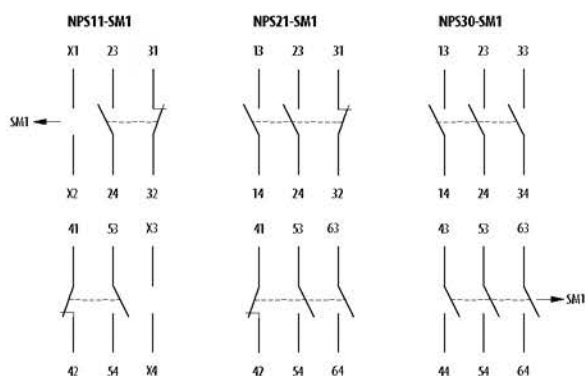 NPS11-SM1 NPS21-SM1 NPS30-SM1
X1 23 31 13 23 31 13 23 33
SM1
X2 24 32 14 24 32 14 24 34
41 53 X3 41 53 63 43 53 63
SM1
42 54 X4 42 54 64 44 54 64